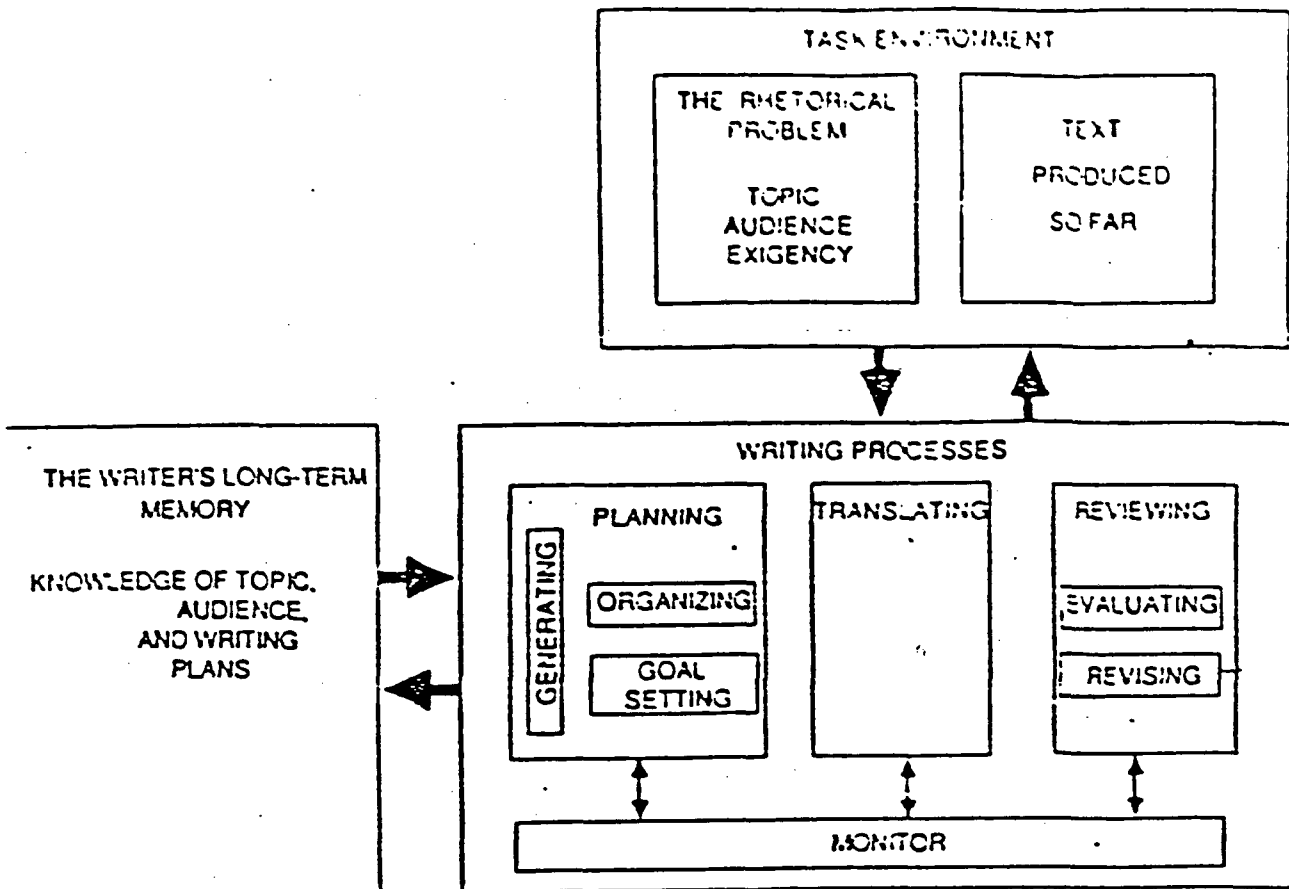 TASK ENVIRONMENT
THE RHETORICAL
PROBLEM
TOPIC
AUDIENCE
EXIGENCY
TEXT
PRODUCED
SO FAR
THE WRITER'S LONG-TERM
MEMORY
KNOWLEDGE OF TOPIC,
AUDIENCE,
AND WRITING
PLANS
WRITING PROCESSES
PLANNING
GENERATING
ORGANIZING
GOAL
SETTING
TRANSLATING
REVIEWING
EVALUATING
REVISING
MONITOR